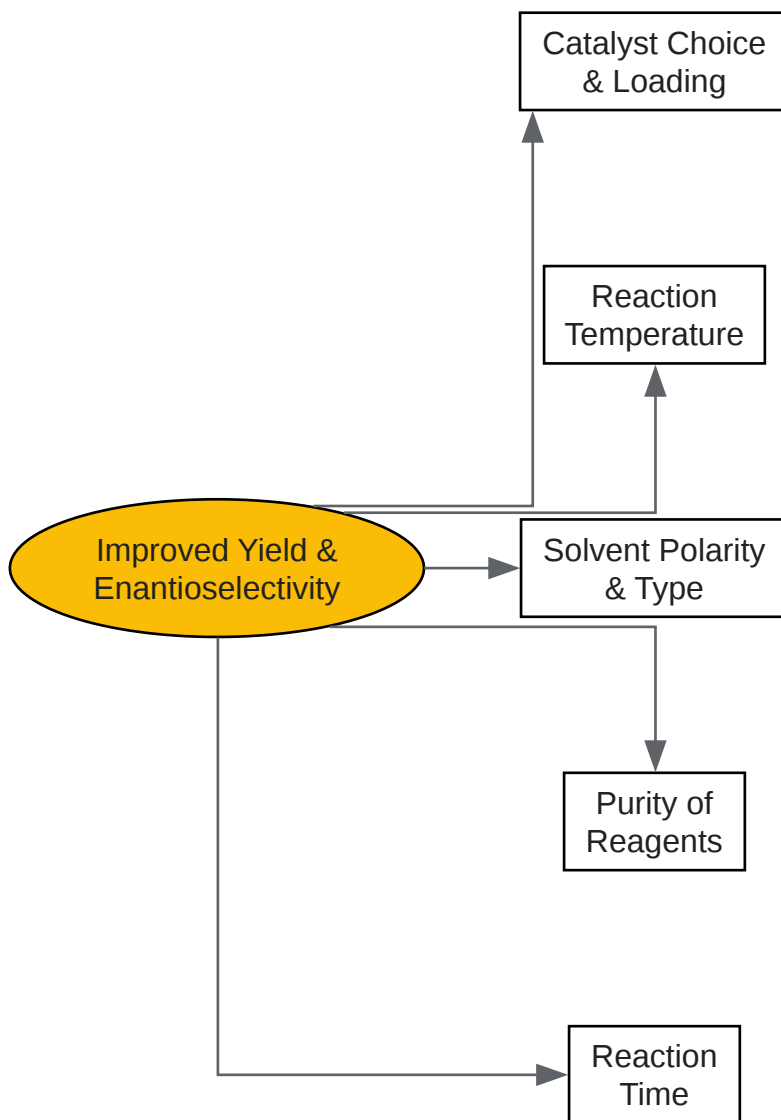 Catalyst Choice
& Loading
Reaction
Temperature
Improved Yield &
Enantioselectivity
Solvent Polarity
& Type
Purity of
Reagents
Reaction
Time